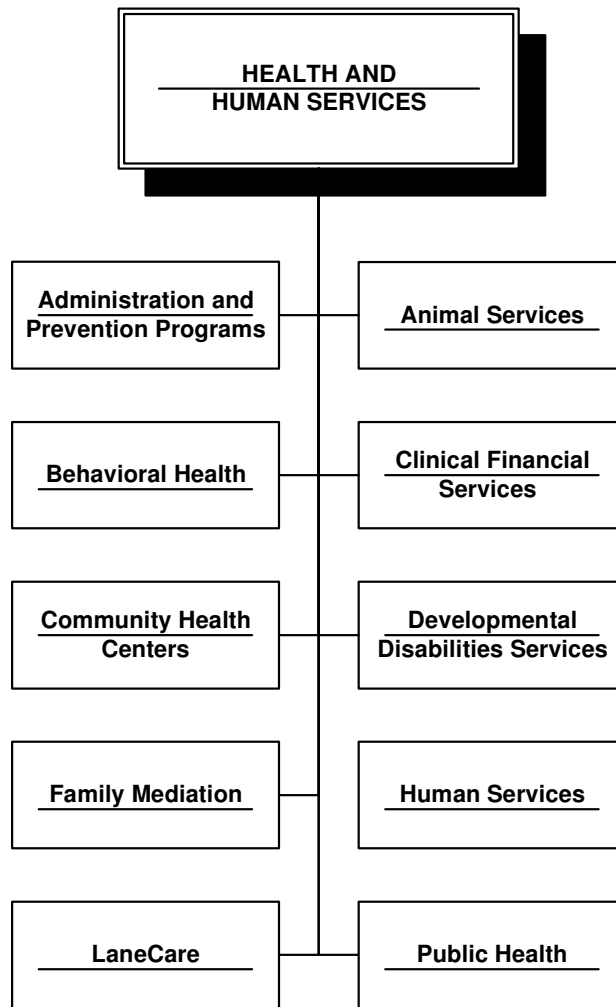 HEALTH AND
HUMAN SERVICES
Administration and
Prevention Programs
Animal Services
Behavioral Health
Clinical Financial
Services
Community Health
Centers
Developmental
Disabilities Services
Family Mediation
Human Services
LaneCare
Public Health